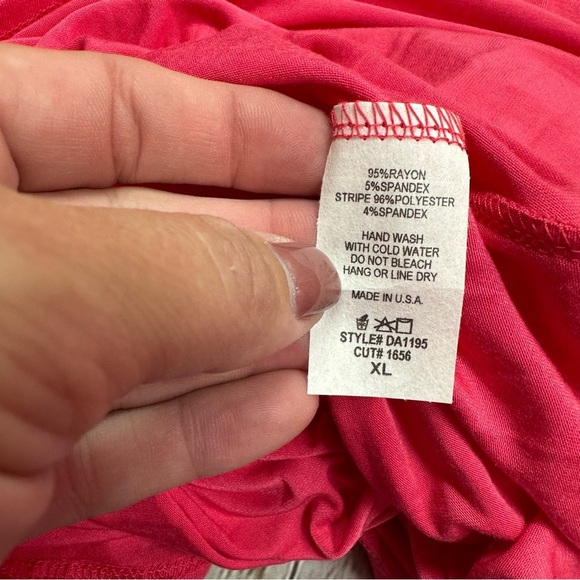 95%RAYON
5%SPANDEX
STRIPE 96%POLYESTER
4%SPANDEX
HAND WASH
WITH COLD WATER
DO NOT BLEACH
HANG OR LINE DRY
MADE IN U.S.A.
STYLE# DA1195
CUT# 1656
XL